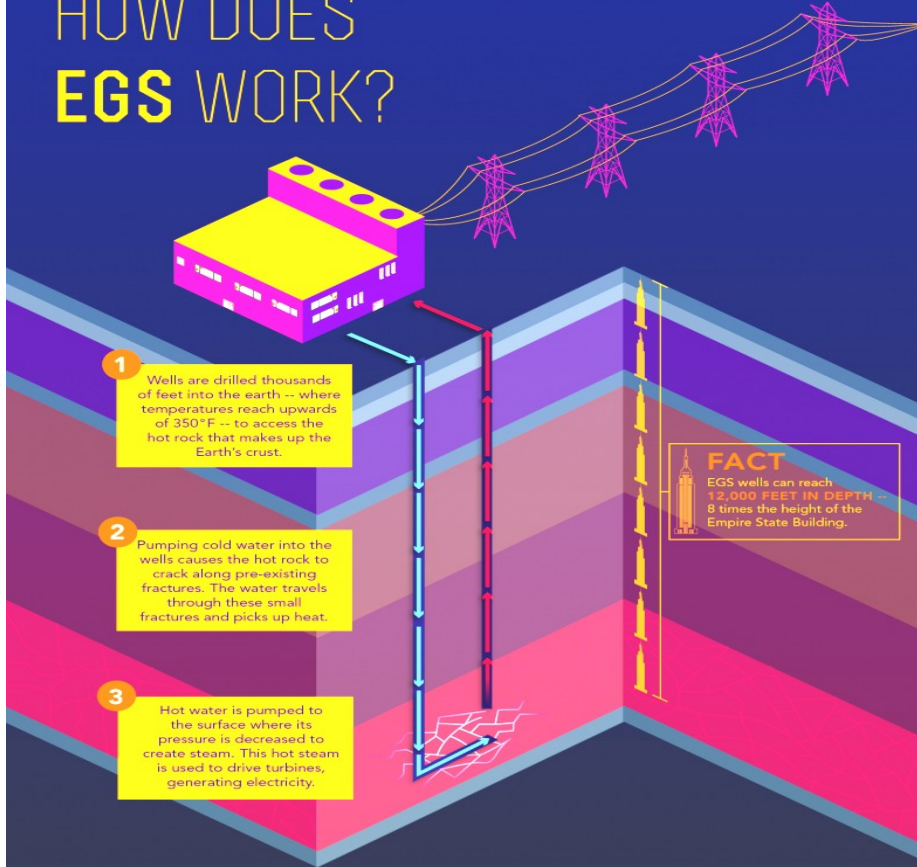 HOW DOES
EGS WORK?
1
Wells are drilled thousands
of feet into the earth -- where
temperatures reach upwards
of 350°F -- to access the
hot rock that makes up the
Earth's crust.
2
Pumping cold water into the
wells causes the hot rock to
crack along pre-existing
fractures. The water travels
through these small
fractures and picks up heat.
3
Hot water is pumped to
the surface where its
pressure is decreased to
create steam. This hot steam
is used to drive turbines,
generating electricity.
FACT
EGS wells can reach
12,000 FEET IN DEPTH --
8 times the height of the
Empire State Building.